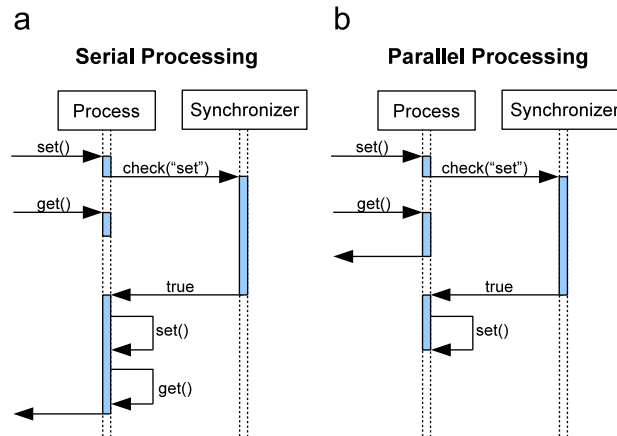 a
Serial Processing
Process
Synchronizer
set()
check(“set”)
get()
true
set()
get()
b
Parallel Processing
Process
Synchronizer
set()
check(“set”)
get()
true
set()